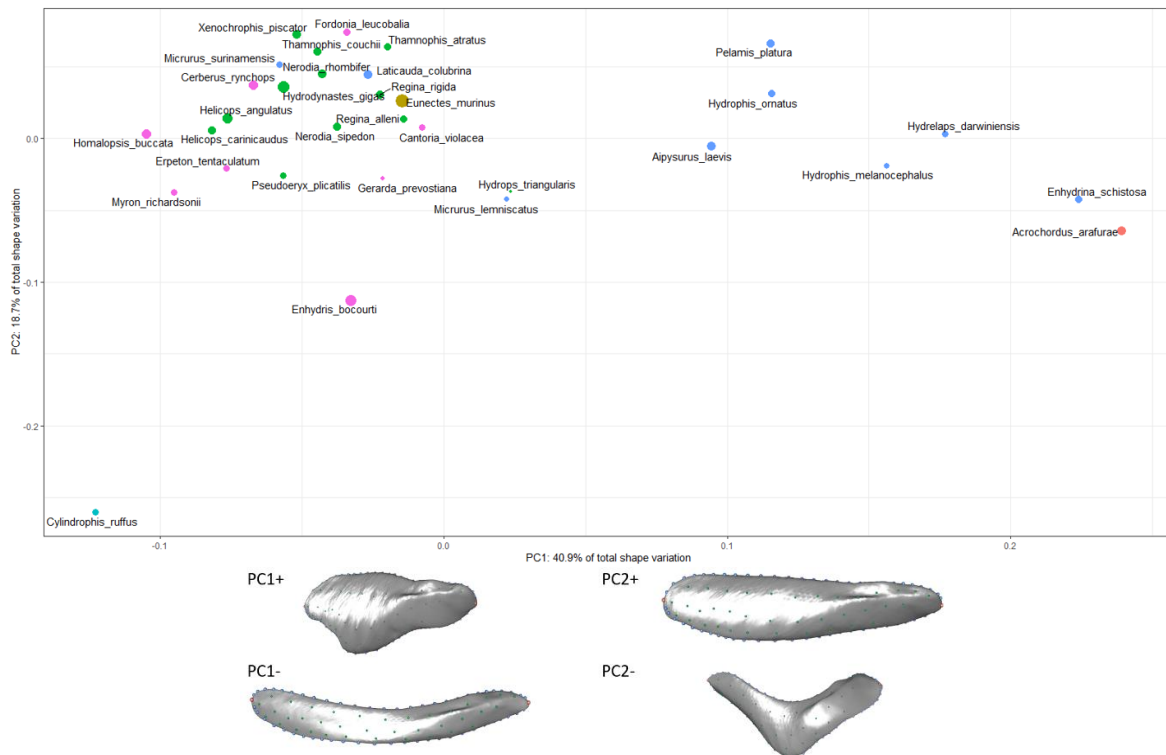 Xenochrophis_piscator
Fordonia_leucobalia
Thamnophis_couchii
Thamnophis_atratus
Pelamis_platura
Micrurus_surinamensis
Nerodia_rhombifer
Laticauda_colubrina
Cerberus_rynchops
Regina_rigida
Hydrodynastes_gigas
Eunectes_murinus
Hydrophis_ornatus
Helicops_angulatus
Regina_alleni
Hydrelaps_darwiniensis
0.0
Homalopsis_buccata
Helicops_carinicaudus
Nerodia_sipedon
Cantoria_violacea
Aipysurus_laevis
Erpeton_tentaculatum
Hydrophis_melanocephalus
Pseudoeryx_plicatilis
Gerarda_prevostiana
Hydrops_triangularis
Enhydrina_schistosa
Myron_richardsonii
Micrurus_lemniscatus
Acrochordus_arafurae
-0.1
Enhydris_bocourti
PC2: 18.7% of total shape variation
-0.2
Cylindrophis_ruffus
-0.1
0.0
0.1
0.2
PC1: 40.9% of total shape variation
PC1+
PC2+
PC1-
PC2-